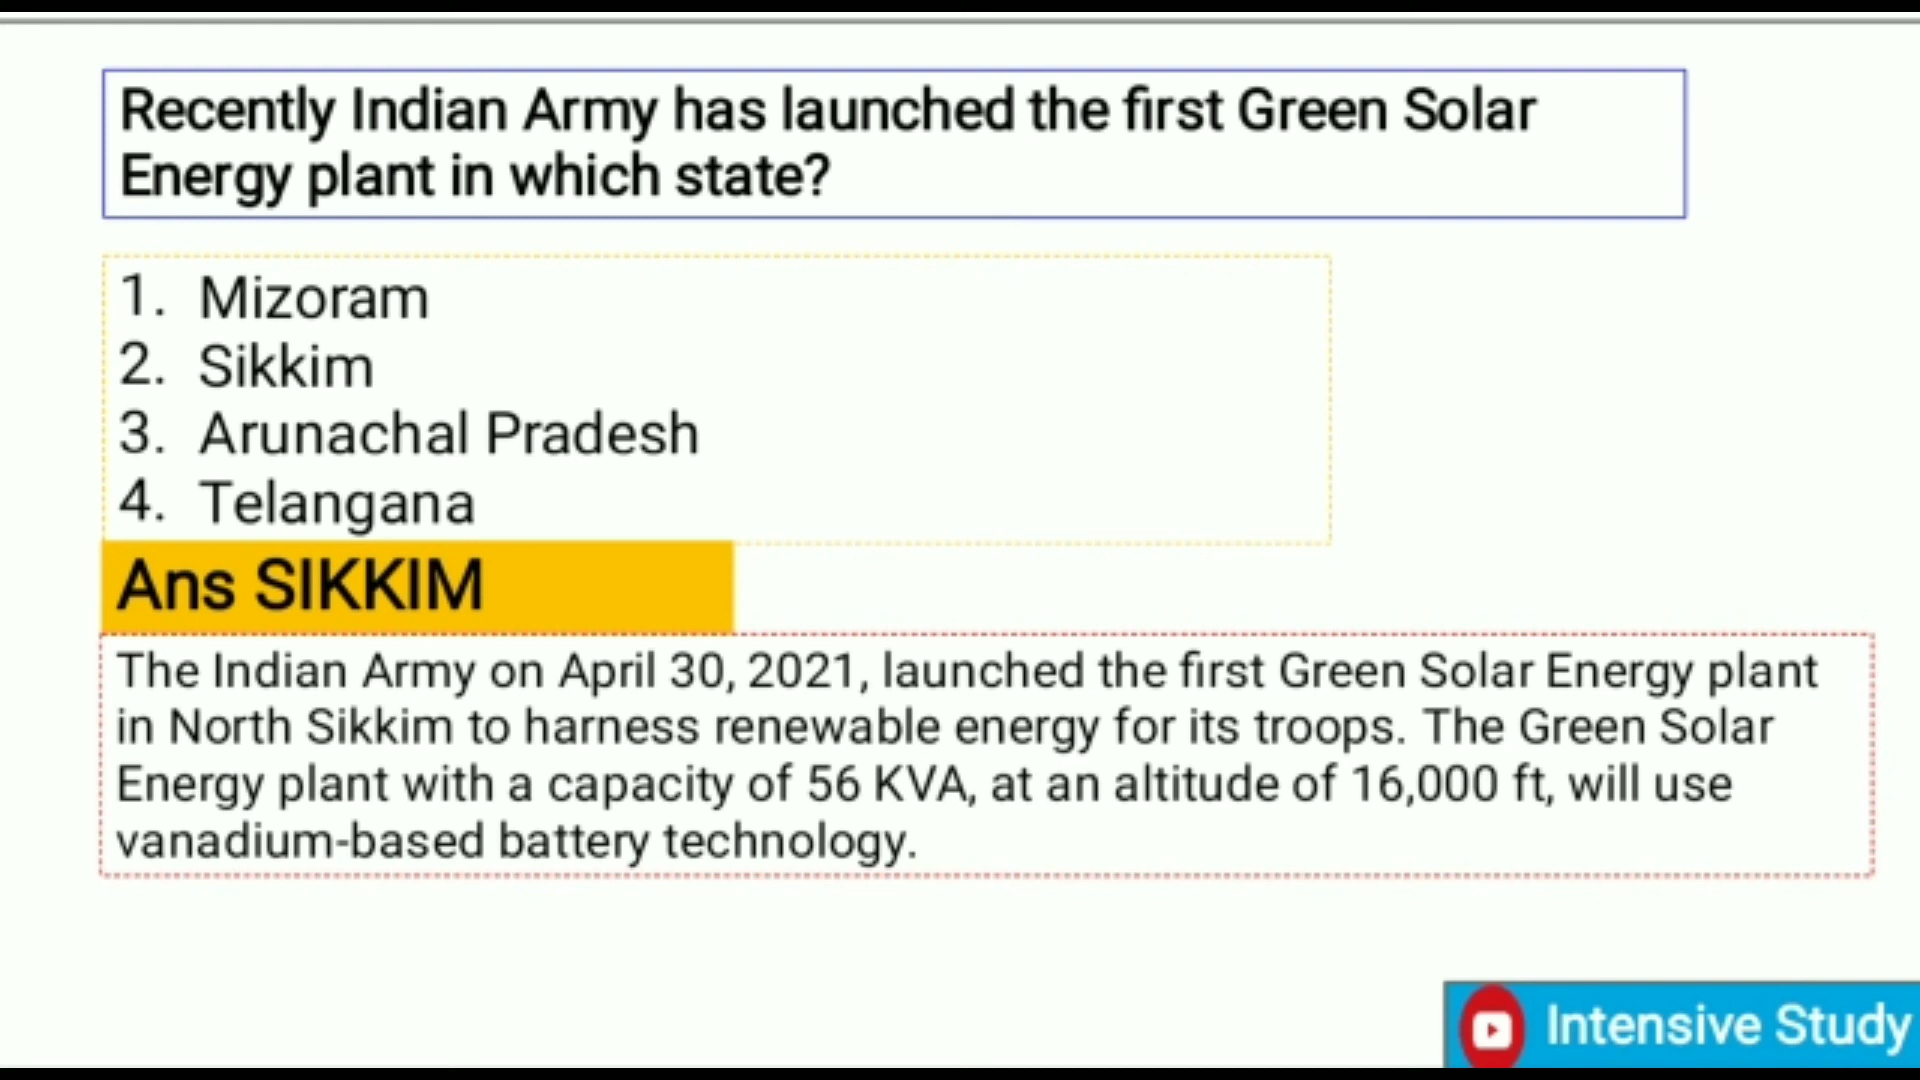 Recently Indian Army has launched the first Green Solar
Energy plant in which state?
1. Mizoram
2. Sikkim
3. Arunachal Pradesh
4. Telangana
Ans SIKKIM
The Indian Army on April 30, 2021, launched the first Green Solar Energy plant
in North Sikkim to harness renewable energy for its troops. The Green Solar
Energy plant with a capacity of 56 KVA, at an altitude of 16,000 ft, will use
vanadium-based battery technology.
Intensive Study